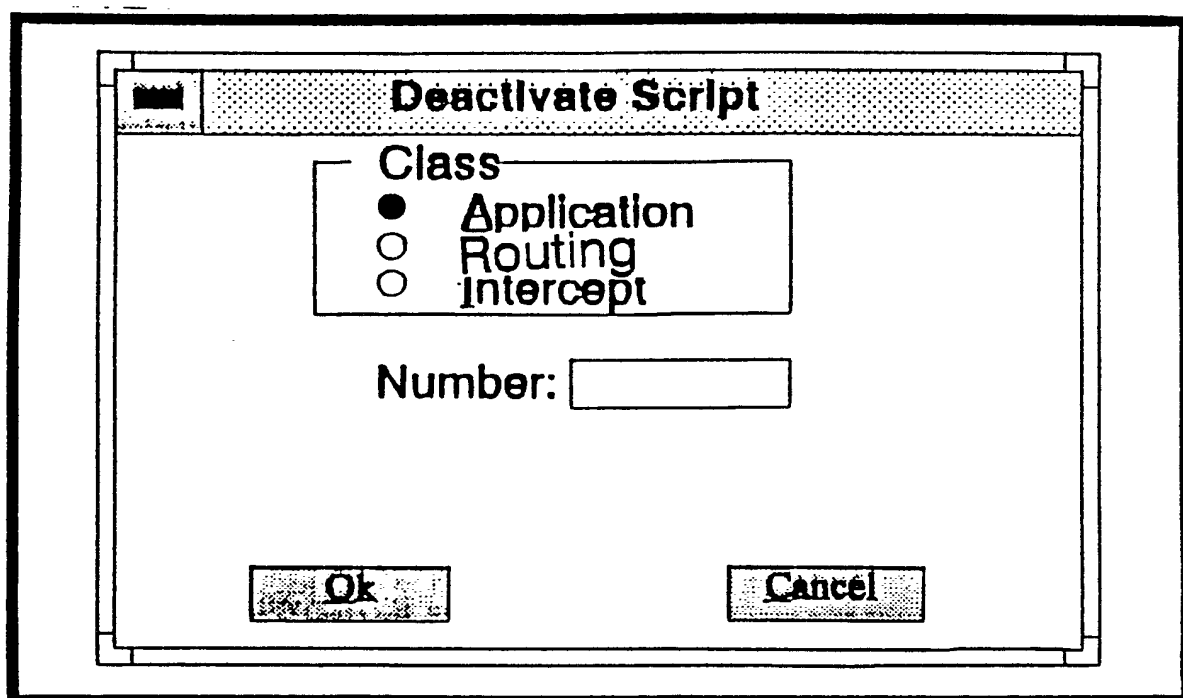 Deactivate Script
Class
Application
Routing
Intercept
Number:
Ok
Cancel